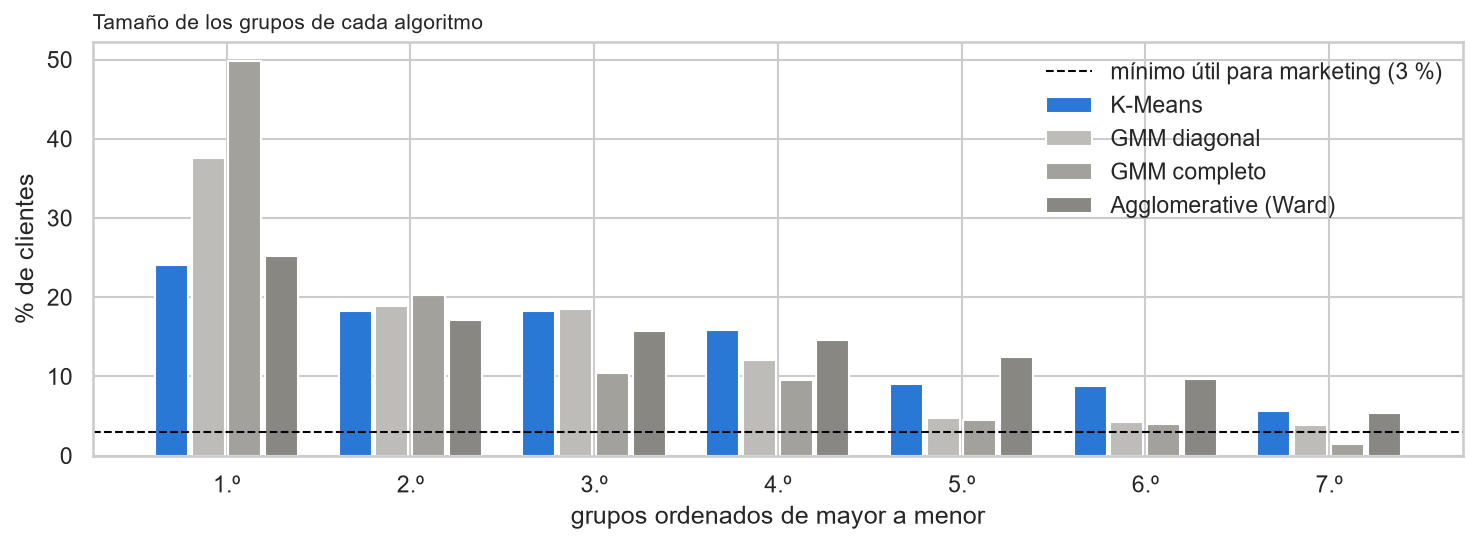 Tamaño de los grupos de cada algoritmo
% de clientes
50
40
30
20
10
0
mínimo útil para marketing (3 %)
K-Means
GMM diagonal
GMM completo
Agglomerative (Ward)
1.º
2.º
3.º
4.º
5.º
6.º
7.º
grupos ordenados de mayor a menor